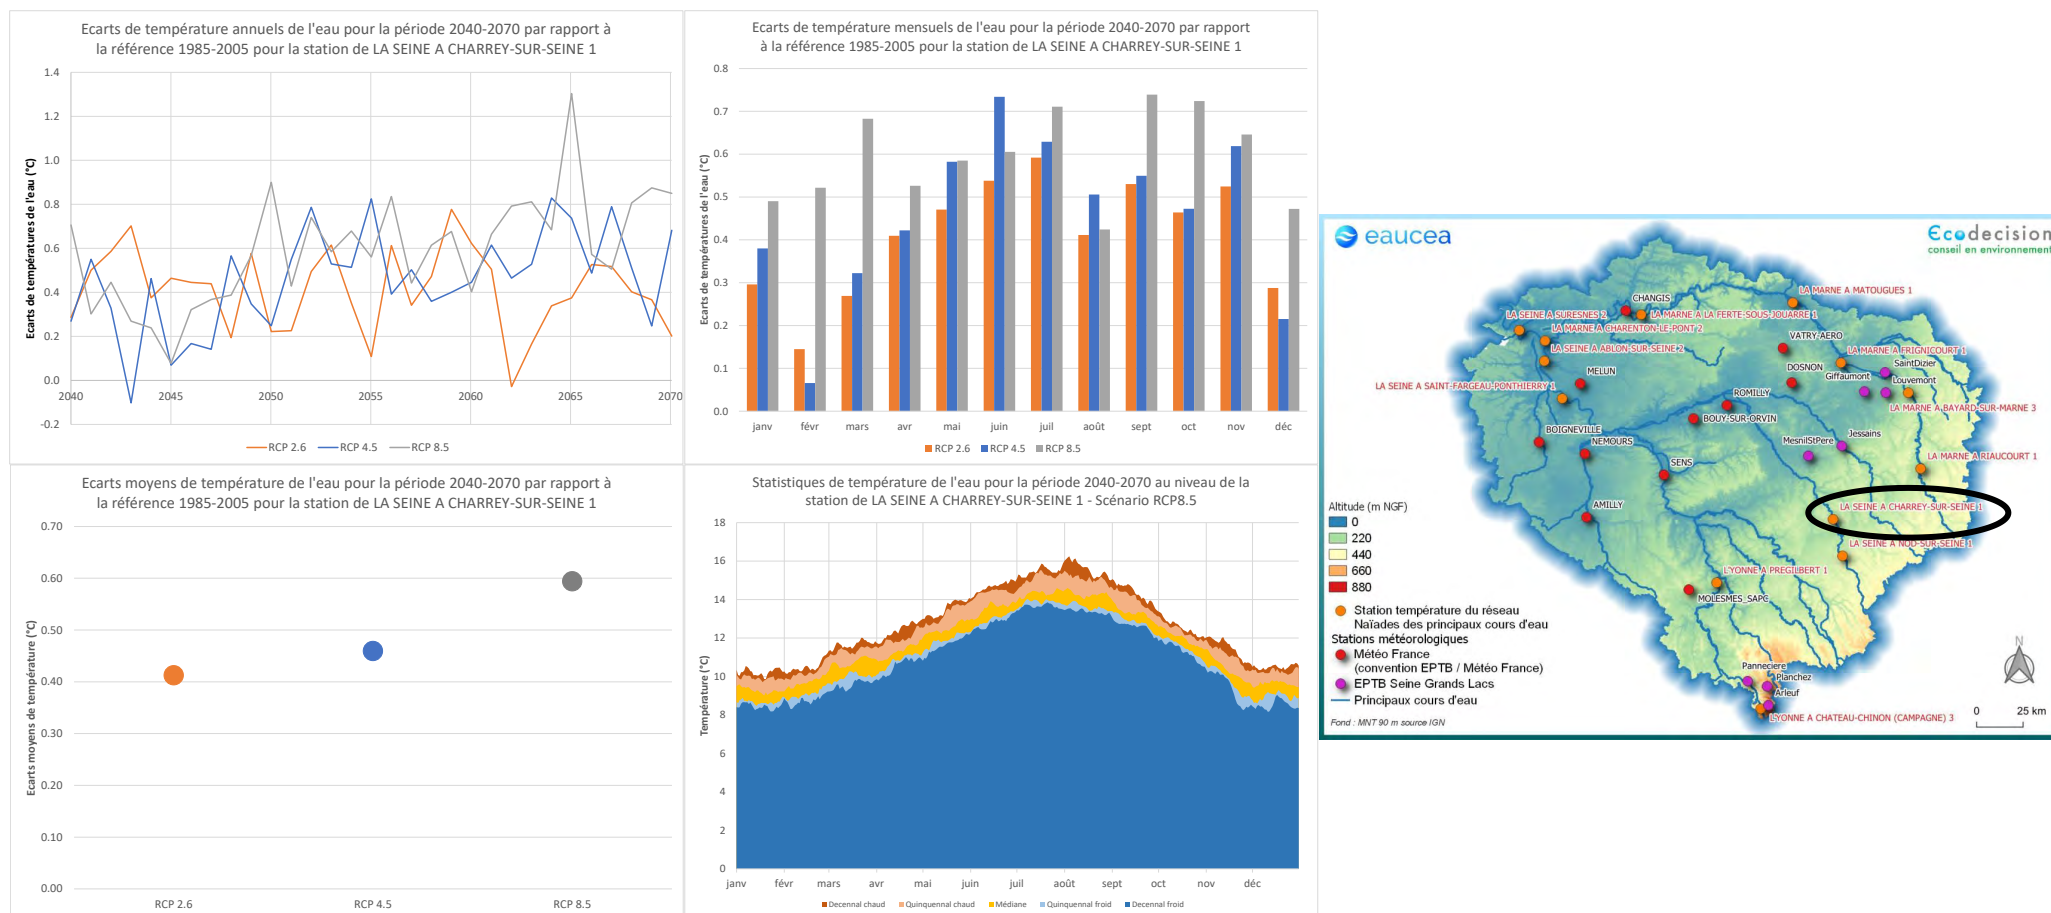 Ecarts de température annuels de l'eau pour la période 2040-2070 par rapport à
la référence 1985-2005 pour la station de LA SEINE A CHARREY-SUR-SEINE 1
1.4
1.2
1.0
0.8
0.6
0.4
0.2
0.0
-0.2
Ecarts de températures de l'eau (°C)
2040
2045
2050
2055
2060
2065
2070
RCP 2.6
RCP 4.5
RCP 8.5
Ecarts de température mensuels de l'eau pour la période 2040-2070 par rapport
à la référence 1985-2005 pour la station de LA SEINE A CHARREY-SUR-SEINE 1
0.8
0.7
0.6
0.5
0.4
0.3
0.2
0.1
0.0
Ecarts de températures de l'eau (°C)
janv
févr
mars
avr
mai
juin
juil
août
sept
oct
nov
déc
RCP 2.6
RCP 4.5
RCP 8.5
Ecarts moyens de température de l'eau pour la période 2040-2070 par rapport à
la référence 1985-2005 pour la station de LA SEINE A CHARREY-SUR-SEINE 1
0.70
0.60
0.50
0.40
0.30
0.20
0.10
0.00
Ecarts moyens de température (°C)
RCP 2.6
RCP 4.5
RCP 8.5
Statistiques de température de l'eau pour la période 2040-2070 au niveau de la
station de LA SEINE A CHARREY-SUR-SEINE 1 - Scénario RCP8.5
18
16
14
12
10
8
6
4
2
0
Température (°C)
janv
févr
mars
avr
mai
juin
juil
août
sept
oct
nov
déc
Decennal chaud
Quinquennal chaud
Médiane
Quinquennal froid
Decennal froid
eaucea
Ecodecision
conseil en environnement
LA MARNE A MATOUGUES 1
CHANGIS
LA SEINE A SURESNES 2
LA MARNE A LA FERTE-SOUS-JOUARRE 1
LA MARNE A CHARENTON-LE-PONT 2
VATRY-AERO
LA SEINE A ABLON-SUR-SEINE 2
LA MARNE A FRIGNICOURT 1
SaintDizier
MELUN
DOSNON
Giffaumont
Louvemont
LA SEINE A SAINT-FARGEAU-PONTHIERRY 1
ROMILLY
LA MARNE A BAYARD-SUR-MARNE 3
BOUY-SUR-ORVIN
BOIGNEVILLE
NEMOURS
MesnilStPere
Jessains
SENS
LA MARNE A RIAUCOURT 1
AMILLY
LA SEINE A CHARREY-SUR-SEINE 1
LA SEINE A NOD-SUR-SEINE 1
L'YONNE A PREGILBERT 1
MOLESMES_SAPC
Panneciere
Planchez
Arleuf
L'YONNE A CHATEAU-CHINON (CAMPAGNE) 3
Altitude (m NGF)
0
220
440
660
880
Station température du réseau
Naïades des principaux cours d'eau
Stations météorologiques
Météo France
(convention EPTB / Météo France)
EPTB Seine Grands Lacs
Principaux cours d'eau
Fond : MNT 90 m source IGN
N
0 25 km